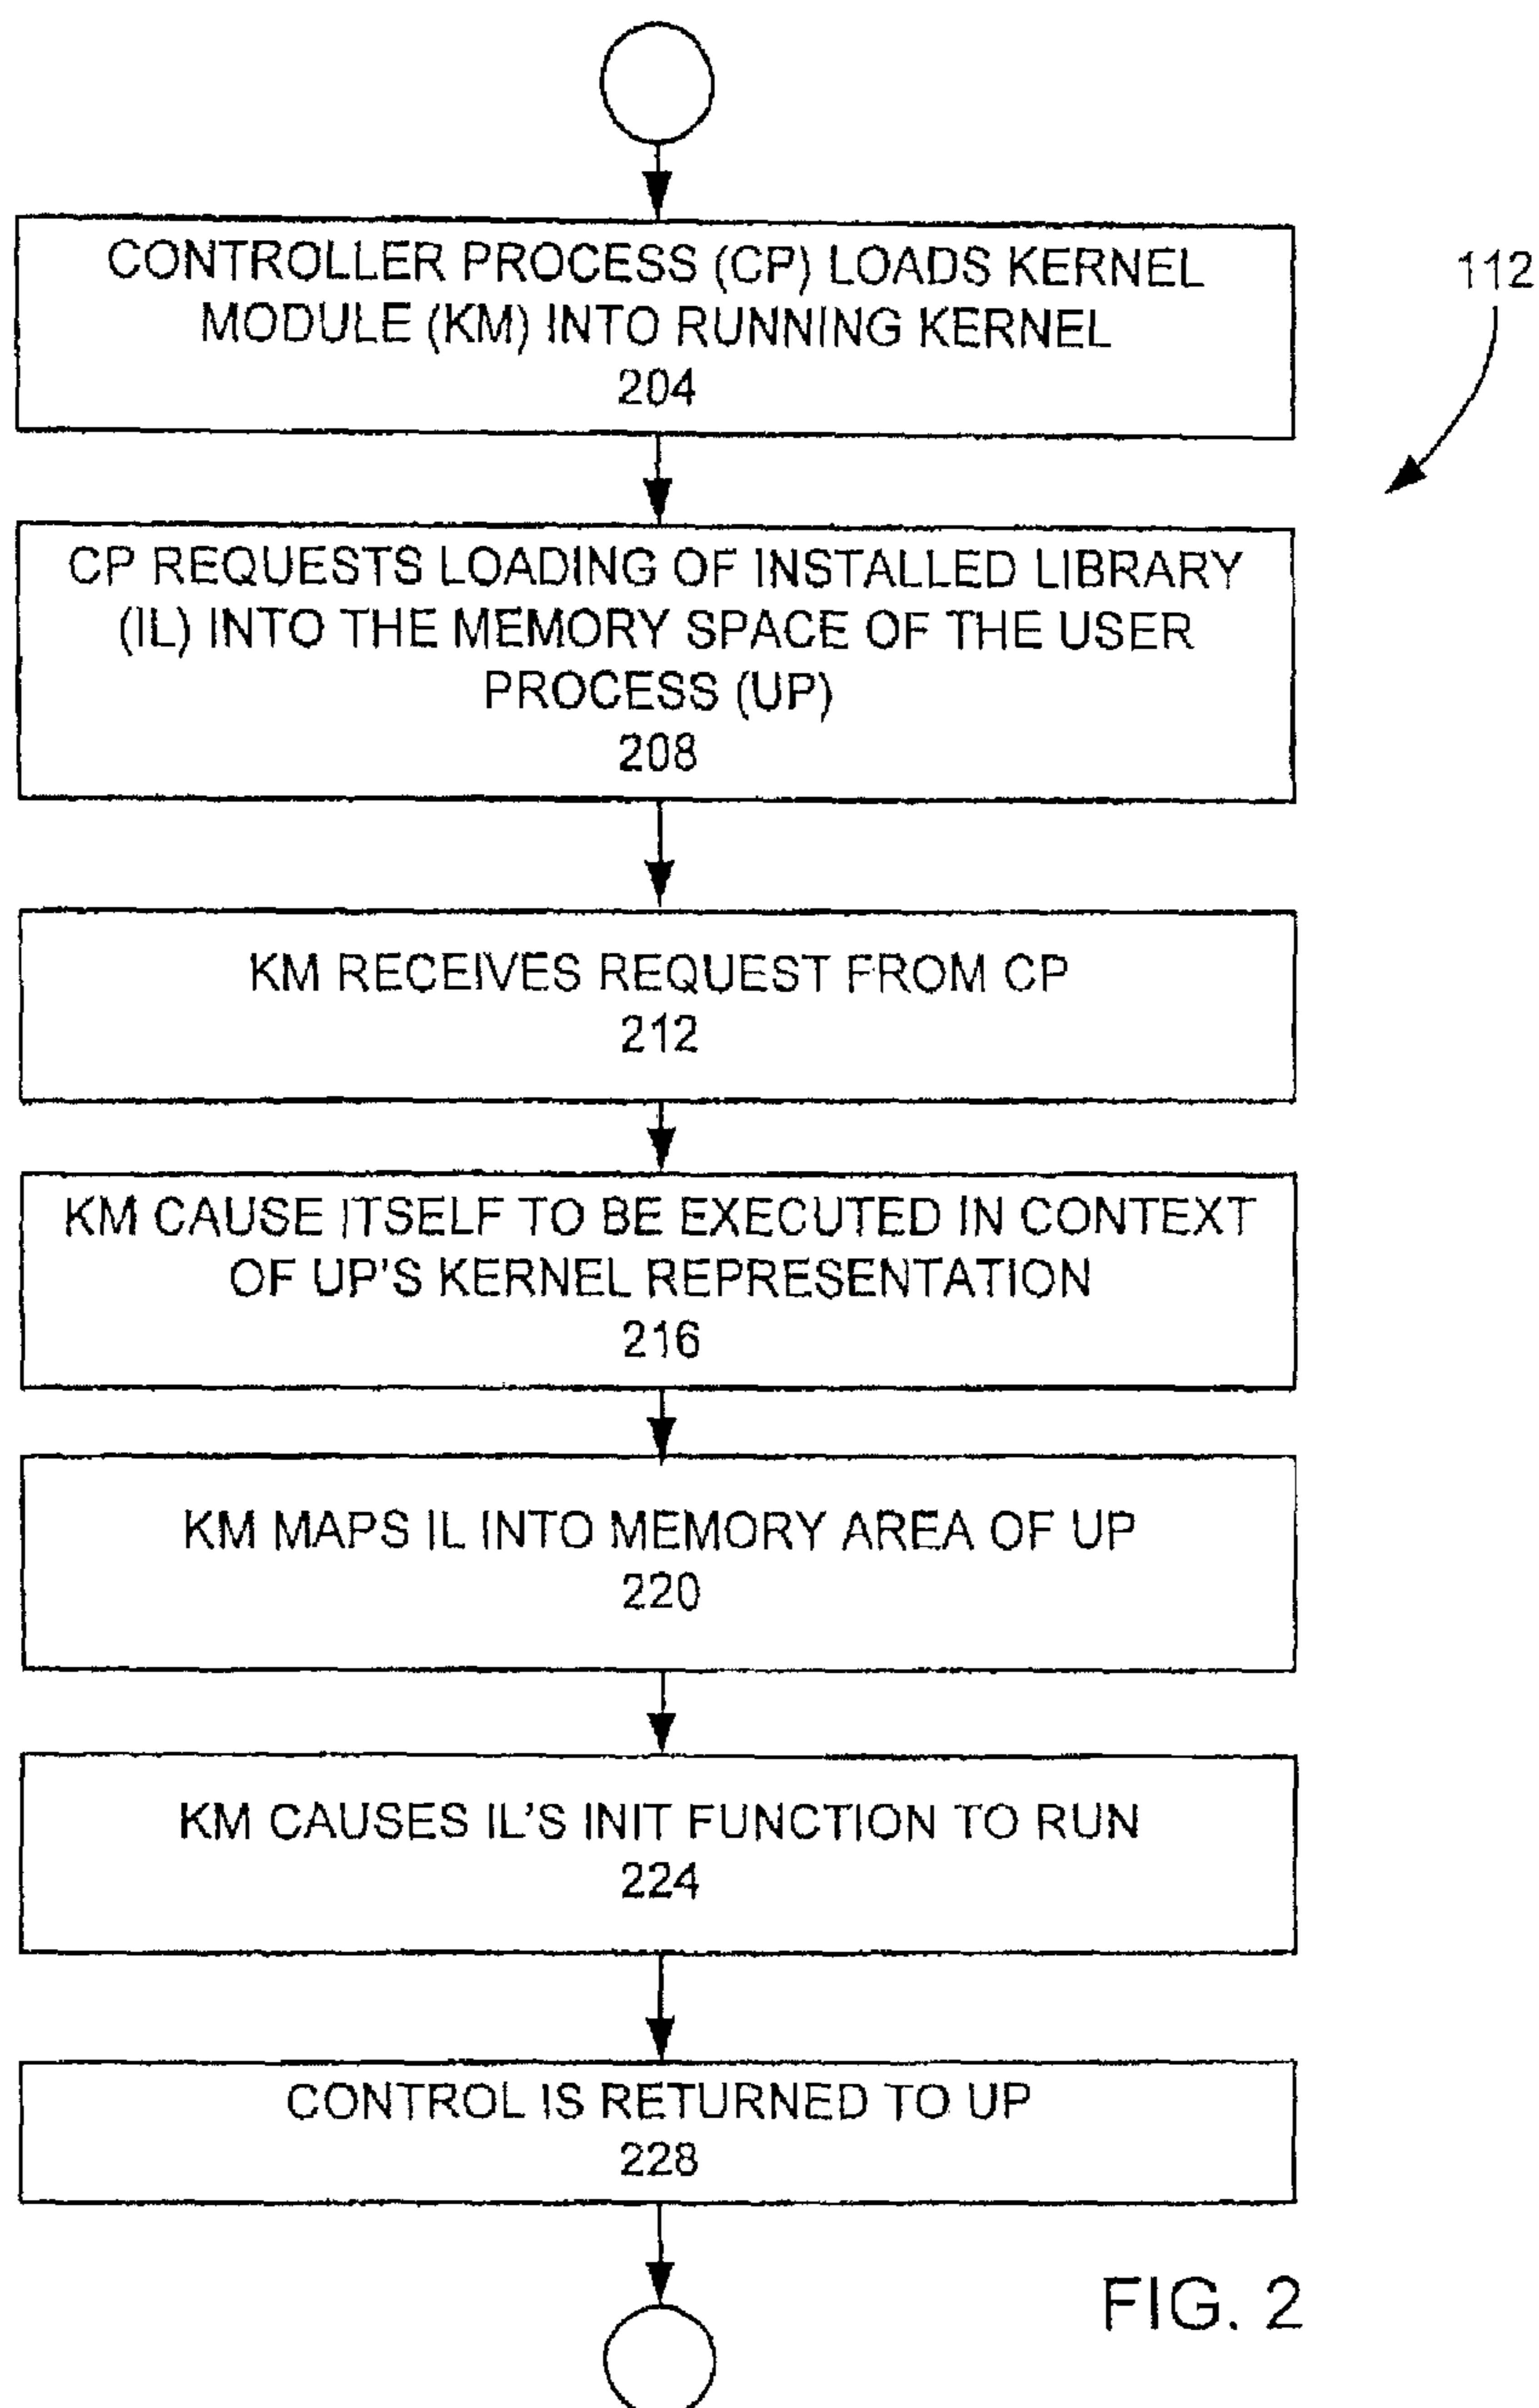 CONTROLLER PROCESS (CP) LOADS KERNEL
MODULE (KM) INTO RUNNING KERNEL
204
112
CP REQUESTS LOADING OF INSTALLED LIBRARY
(IL) INTO THE MEMORY SPACE OF THE USER
PROCESS (UP)
208
KM RECEIVES REQUEST FROM CP
212
KM CAUSE ITSELF TO BE EXECUTED IN CONTEXT
OF UP'S KERNEL REPRESENTATION
216
KM MAPS IL INTO MEMORY AREA OF UP
220
KM CAUSES IL'S INIT FUNCTION TO RUN
224
CONTROL IS RETURNED TO UP
228
FIG. 2